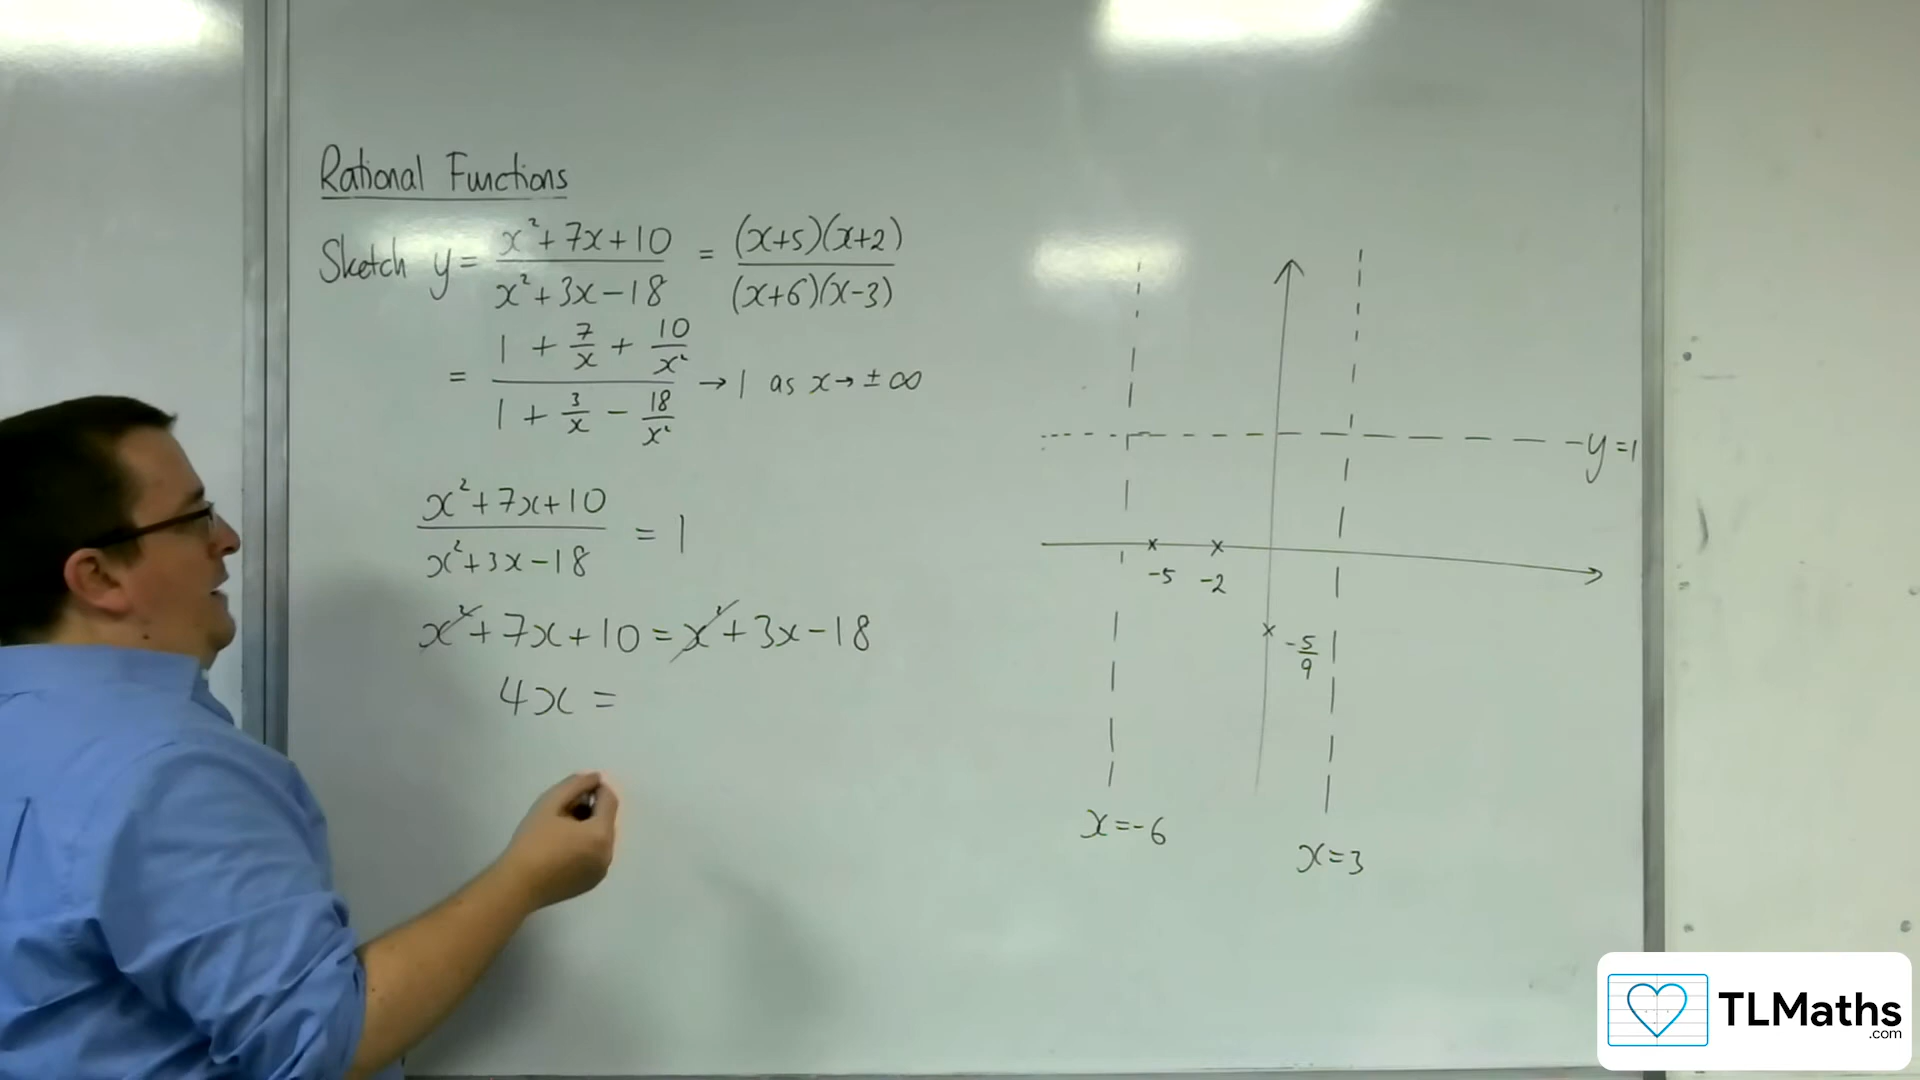 Rational Functions
Sketch y = (x²+7x+10)/(x²+3x-18) = ((x+5)(x+2))/((x+6)(x-3))
= (1 + 7/x + 10/x²)/(1 + 3/x - 18/x²) → 1 as x → ±∞
(x²+7x+10)/(x²+3x-18) = 1
x²+7x+10 = x²+3x-18
4x =
y=1
-5 -2
-5/9
x=-6
x=3
TLMaths
.com